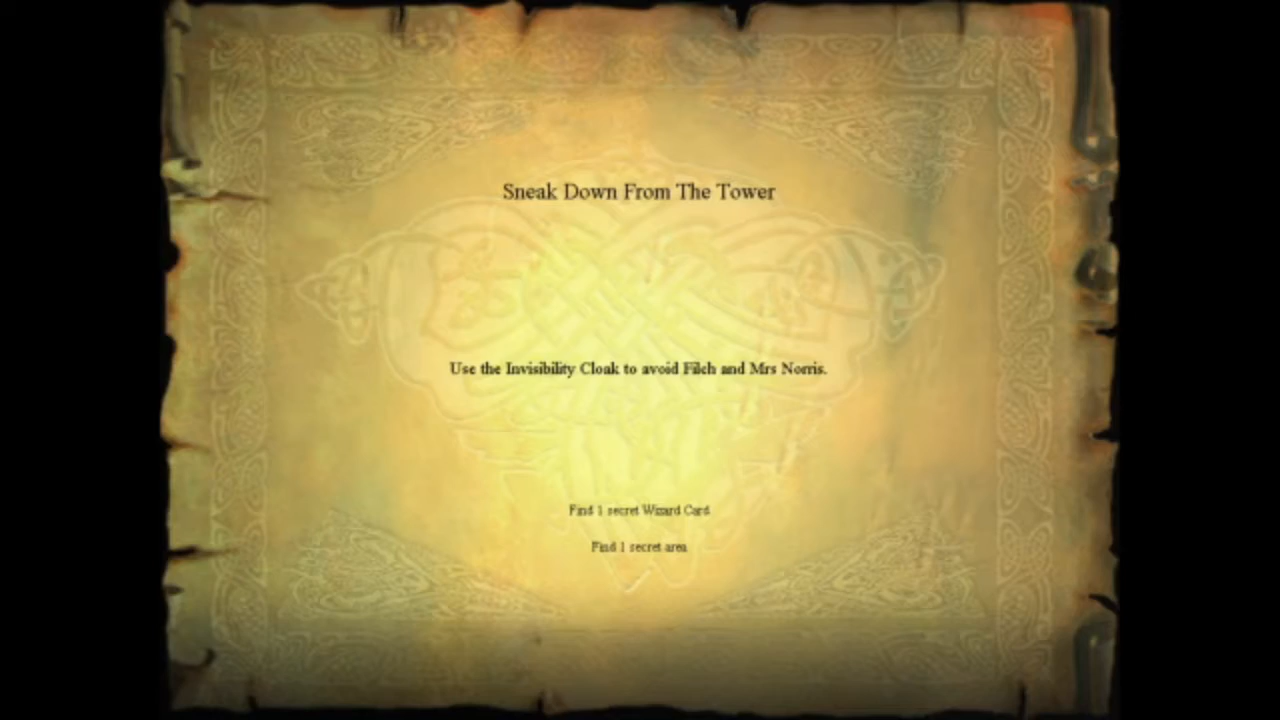 Sneak Down From The Tower
Use the Invisibility Cloak to avoid Filch and Mrs Norris.
Find 1 secret Wizard Card
Find 1 secret area